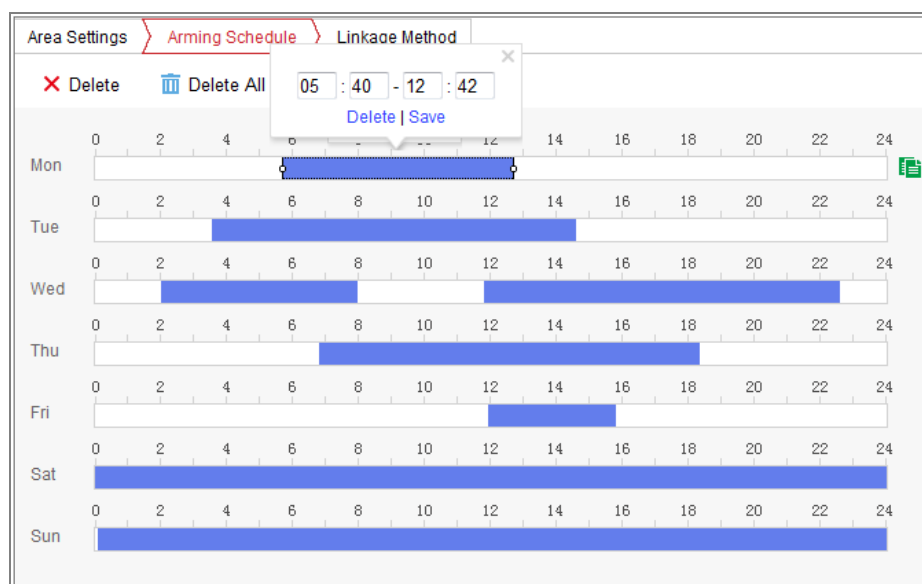 Area Settings Arming Schedule Linkage Method
Delete Delete All
05 : 40 - 12 : 42
Delete | Save
0 2 4 6 8 10 12 14 16 18 20 22 24
Mon
0 2 4 6 8 10 12 14 16 18 20 22 24
Tue
0 2 4 6 8 10 12 14 16 18 20 22 24
Wed
0 2 4 6 8 10 12 14 16 18 20 22 24
Thu
0 2 4 6 8 10 12 14 16 18 20 22 24
Fri
0 2 4 6 8 10 12 14 16 18 20 22 24
Sat
0 2 4 6 8 10 12 14 16 18 20 22 24
Sun